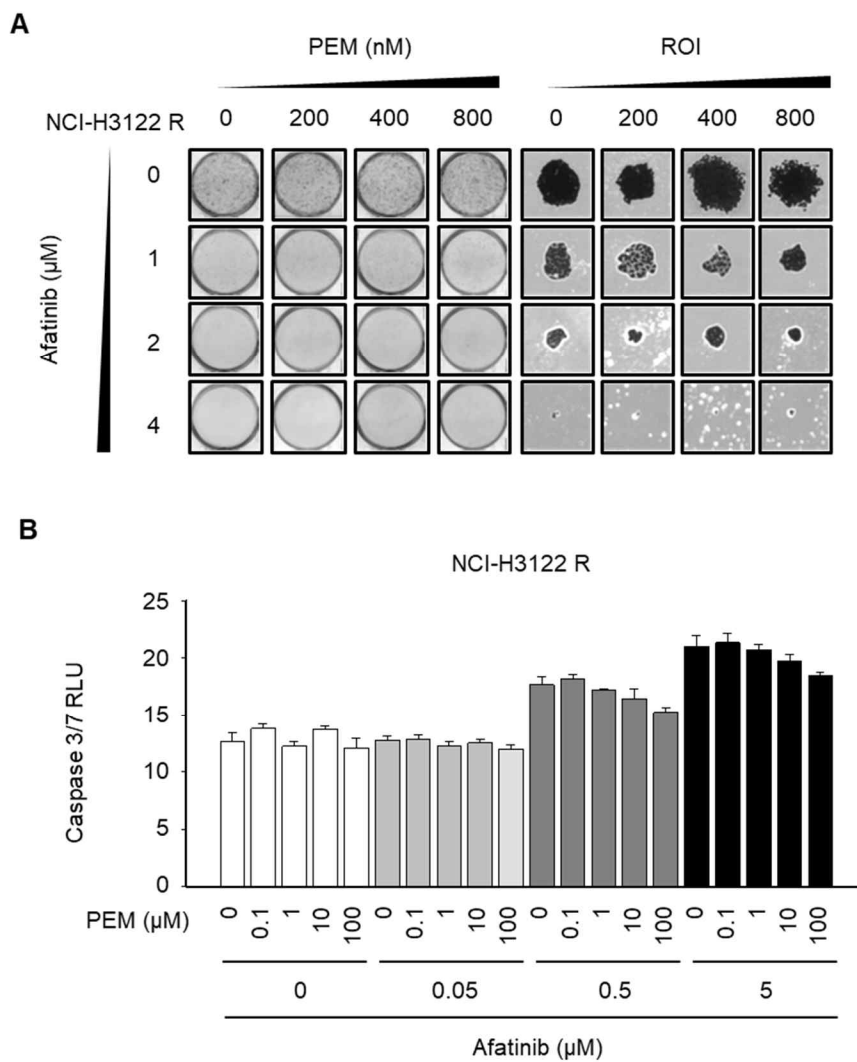 A
PEM (nM) ROI
NCI-H3122 R 0 200 400 800 0 200 400 800
0
1
2
4
Afatinib (µM)
B
NCI-H3122 R
Caspase 3/7 RLU
25
20
15
10
5
0
PEM (µM) 0 0.1 1 10 100 0 0.1 1 10 100 0 0.1 1 10 100 0 0.1 1 10 100
0 0.05 0.5 5
Afatinib (µM)